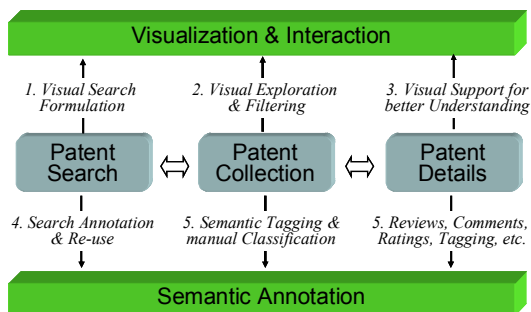 Visualization & Interaction
1. Visual Search
Formulation
2. Visual Exploration
& Filtering
3. Visual Support for
better Understanding
Patent
Search
Patent
Collection
Patent
Details
4. Search Annotation
& Re-use
5. Semantic Tagging &
manual Classification
5. Reviews, Comments,
Ratings, Tagging, etc.
Semantic Annotation